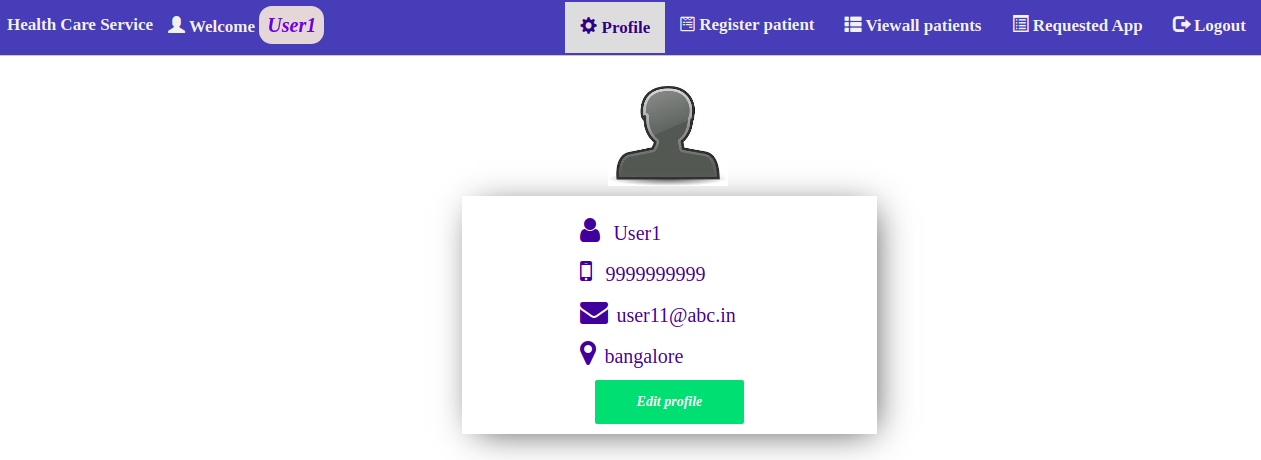 Health Care Service Welcome User1 Profile Register patient Viewall patients Requested App Logout
User1
9999999999
user11@abc.in
bangalore
Edit profile